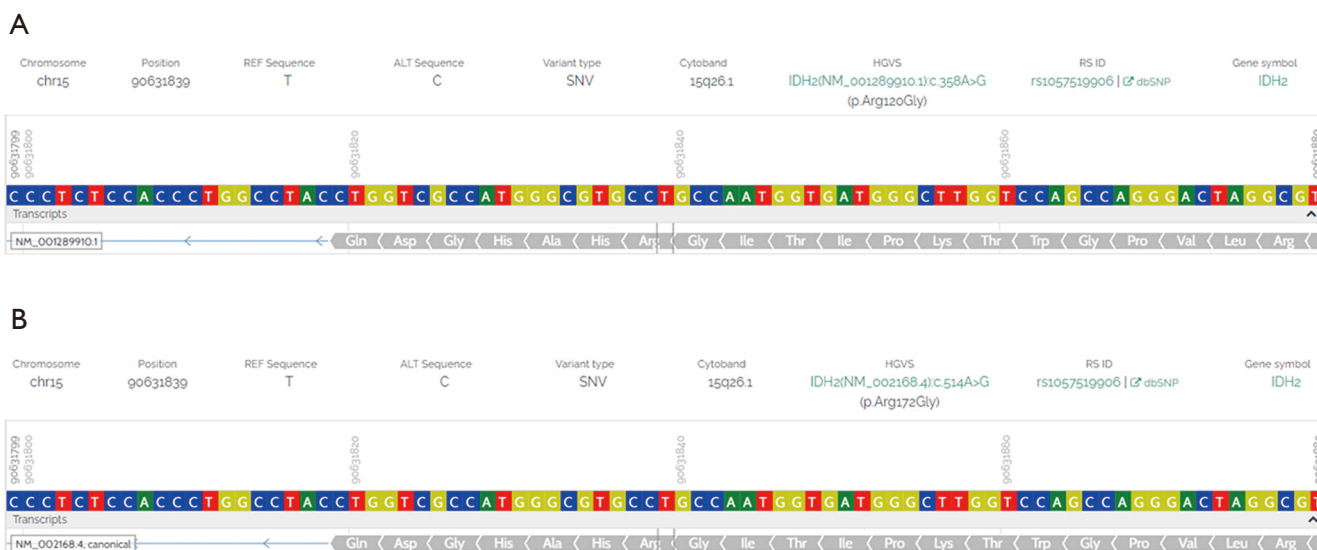 A
Chromosome Position REF Sequence ALT Sequence Variant type Cytoband HGVS RS ID Gene symbol
chr15 90631839 T C SNV 15q26.1 IDH2(NM_001289910.1):c.358A>G rs1057519906 | dbSNP IDH2
(p.Arg120Gly)
90631799 90631800 90631820 90631840 90631860
C C C T C T C C A C C C T G G C C T A C C T G G T C G C C A T G G G C G T G C C T G C C A A T G G T G A T G G G C T T G G T C C A G C C A G G G A C T A G G C G T
Transcripts
NM_001289910.1 Gln Asp Gly His Ala His Arg Gly Ile Thr Ile Pro Lys Thr Trp Gly Pro Val Leu Arg
B
Chromosome Position REF Sequence ALT Sequence Variant type Cytoband HGVS RS ID Gene symbol
chr15 90631839 T C SNV 15q26.1 IDH2(NM_002168.4):c.514A>G rs1057519906 | dbSNP IDH2
(p.Arg172Gly)
90631799 90631800 90631820 90631840 90631860
C C C T C T C C A C C C T G G C C T A C C T G G T C G C C A T G G G C G T G C C T G C C A A T G G T G A T G G G C T T G G T C C A G C C A G G G A C T A G G C G T
Transcripts
NM_002168.4, canonical Gln Asp Gly His Ala His Arg Gly Ile Thr Ile Pro Lys Thr Trp Gly Pro Val Leu Arg